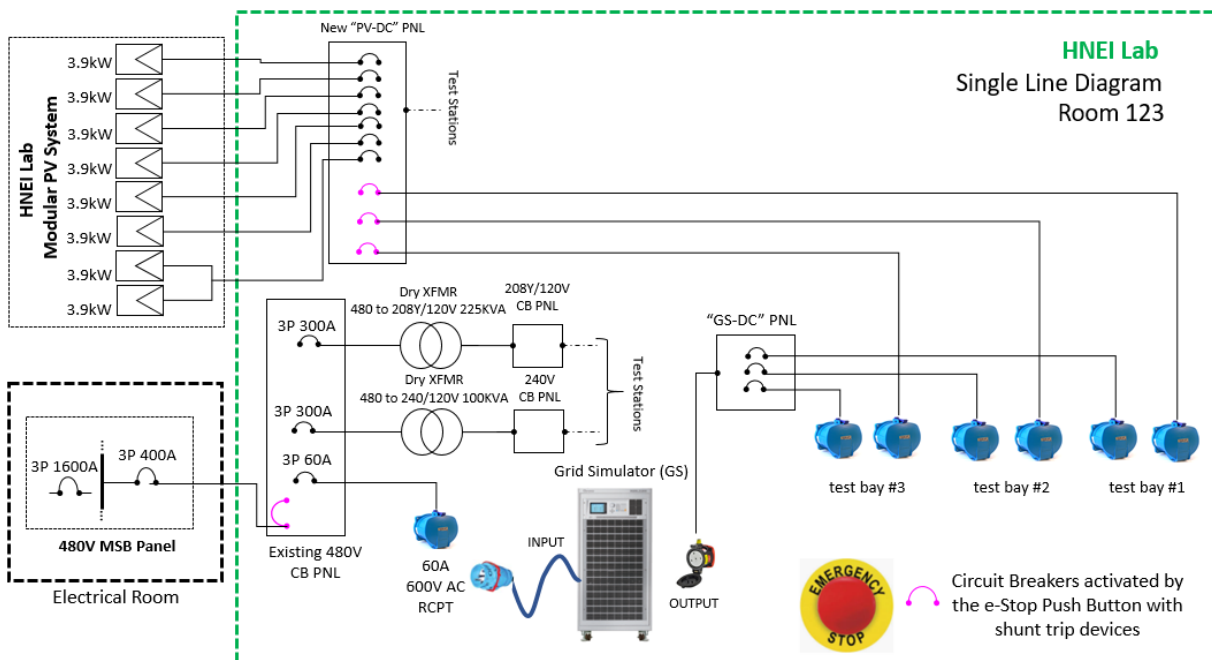 New “PV-DC” PNL
HNEI Lab
Single Line Diagram
Room 123
HNEI Lab
Modular PV System
3.9kW
3.9kW
3.9kW
3.9kW
3.9kW
3.9kW
3.9kW
3.9kW
Test Stations
Dry XFMR
480 to 208Y/120V 225KVA
208Y/120V
CB PNL
3P 300A
Dry XFMR
480 to 240/120V 100KVA
240V
CB PNL
3P 300A
Test Stations
3P 60A
Existing 480V
CB PNL
“GS-DC” PNL
3P 1600A
3P 400A
480V MSB Panel
Electrical Room
Grid Simulator (GS)
INPUT
OUTPUT
60A
600V AC
RCPT
test bay #3
test bay #2
test bay #1
EMERGENCY
STOP
Circuit Breakers activated by
the e-Stop Push Button with
shunt trip devices